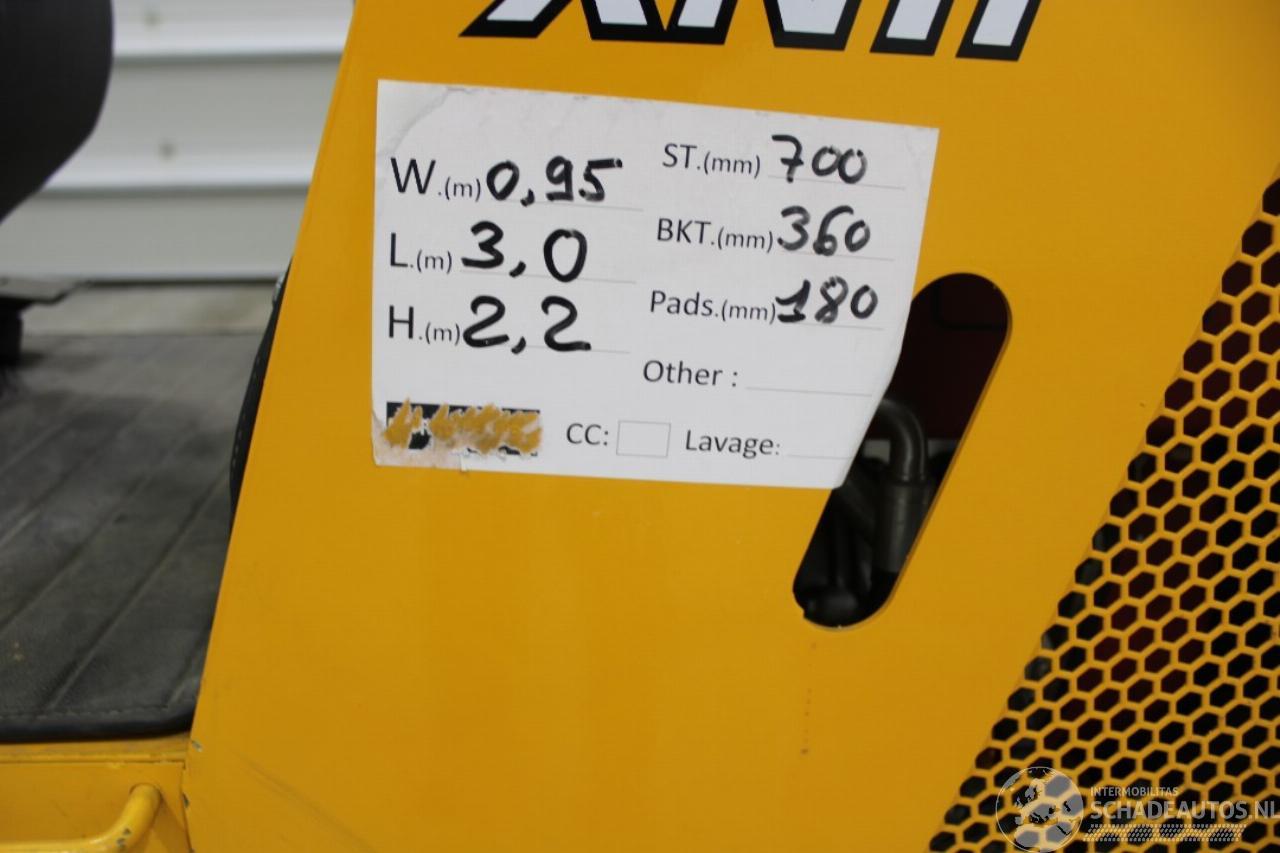 W.(m) 0,95
L.(m) 3,0
H.(m) 2,2
ST.(mm) 700
BKT.(mm) 360
Pads.(mm) 180
Other :
CC:
Lavage:
INTERMOBILITAS
SCHADEAUTOS.NL